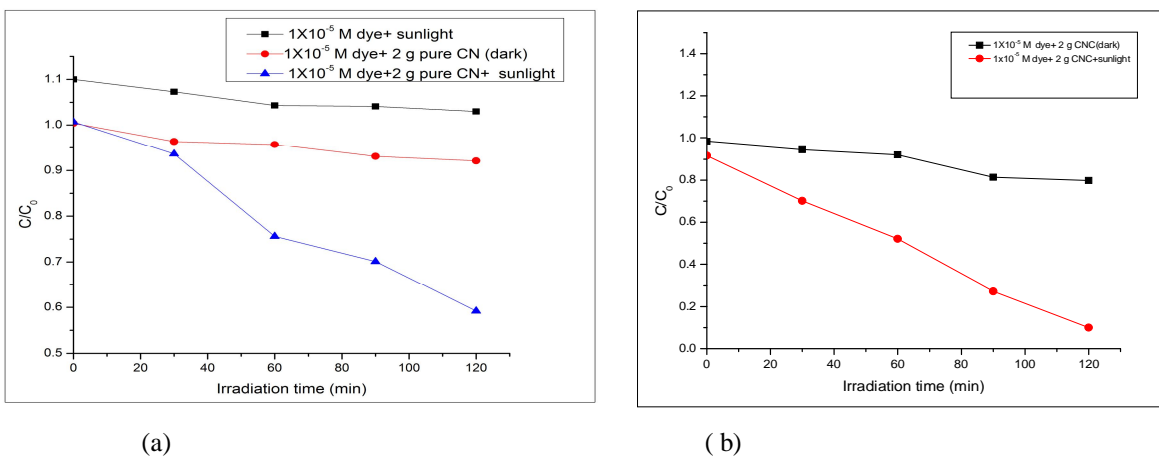 1X10-5 M dye+ sunlight
1X10-5 M dye+ 2 g pure CN (dark)
1X10-5 M dye+2 g pure CN+ sunlight
1.1
1.0
0.9
0.8
0.7
0.6
0.5
C/C0
0 20 40 60 80 100 120
Irradiation time (min)
(a)
1X10-5 M dye+ 2 g CNC(dark)
1x10-5 M dye+ 2 g CNC+sunlight
1.4
1.2
1.0
0.8
0.6
0.4
0.2
0.0
C/C0
0 20 40 60 80 100 120
Irradiation time (min)
( b)